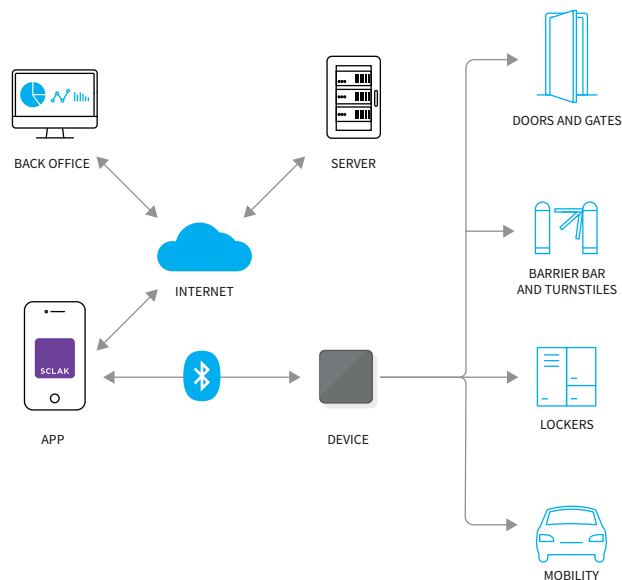 DOORS AND GATES
BACK OFFICE
SERVER
BARRIER BAR
AND TURNSTILES
INTERNET
SCLAK
LOCKERS
APP
DEVICE
MOBILITY